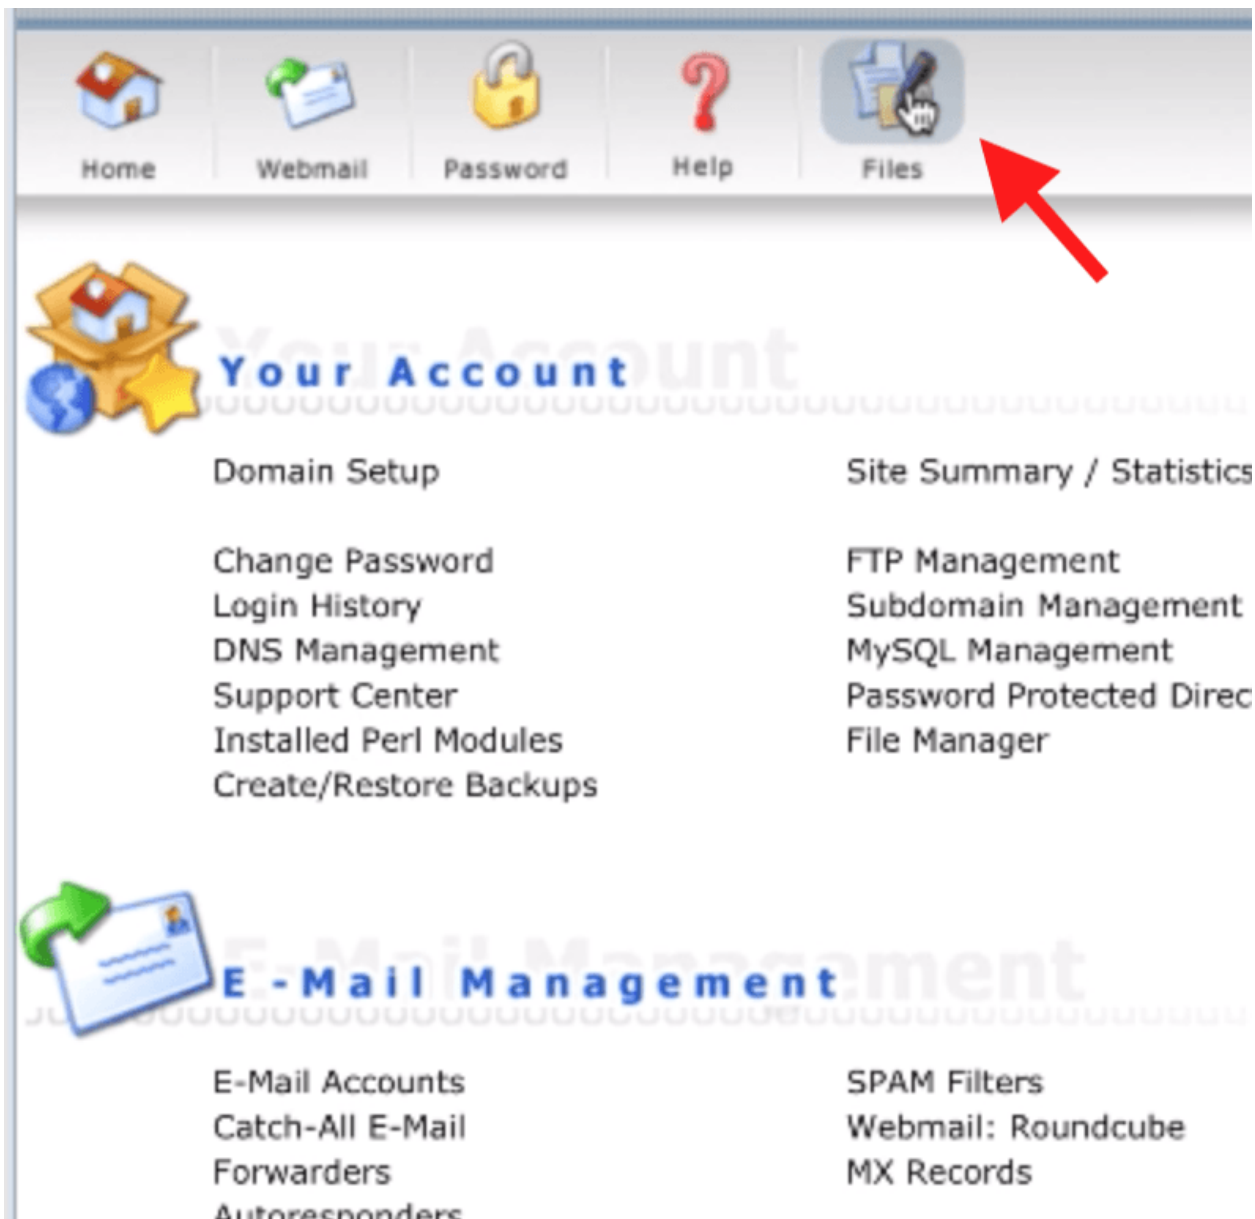 Home Webmail Password Help Files
Your Account
Domain Setup Site Summary / Statistics
Change Password FTP Management
Login History Subdomain Management
DNS Management MySQL Management
Support Center Password Protected Direc
Installed Perl Modules File Manager
Create/Restore Backups
E-Mail Management
E-Mail Accounts SPAM Filters
Catch-All E-Mail Webmail: Roundcube
Forwarders MX Records
Autoresponders